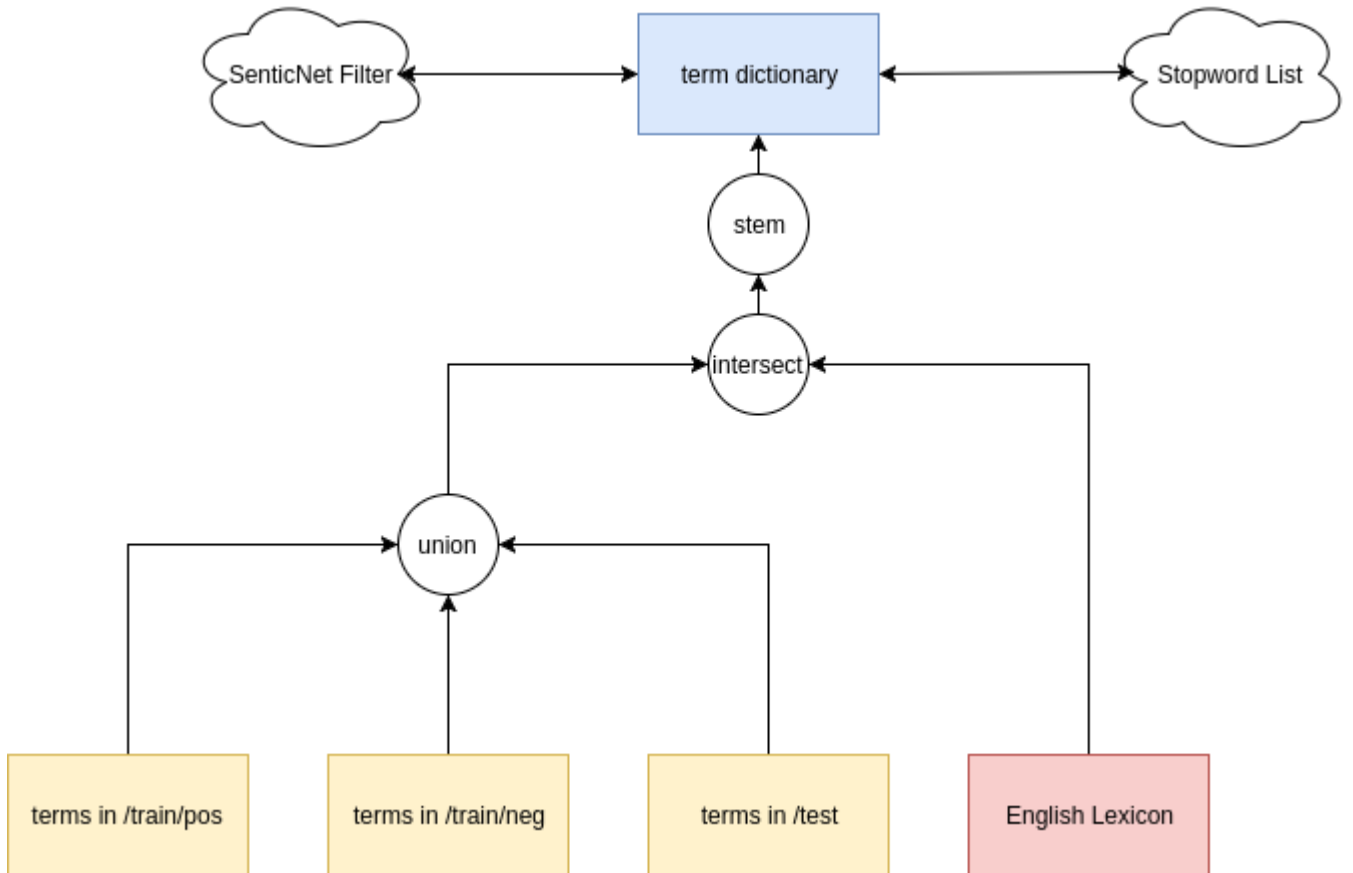 SenticNet Filter
term dictionary
Stopword List
stem
intersect
union
terms in /train/pos
terms in /train/neg
terms in /test
English Lexicon